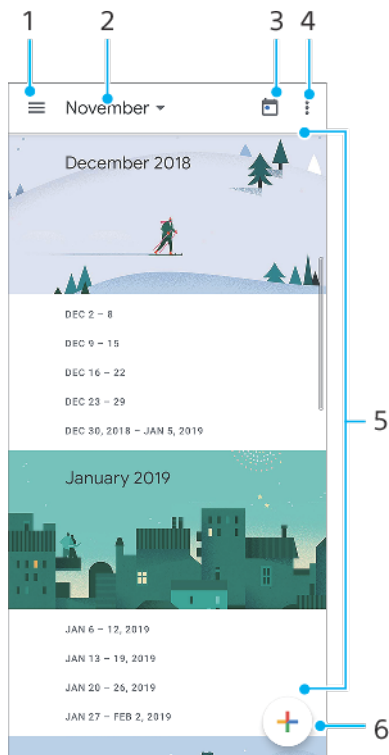 1 2 3 4
November
December 2018
DEC 2 – 8
DEC 9 – 15
DEC 16 – 22
DEC 23 – 29
DEC 30, 2018 – JAN 5, 2019
5
January 2019
JAN 6 – 12, 2019
JAN 13 – 19, 2019
JAN 20 – 26, 2019
JAN 27 – FEB 2, 2019
6